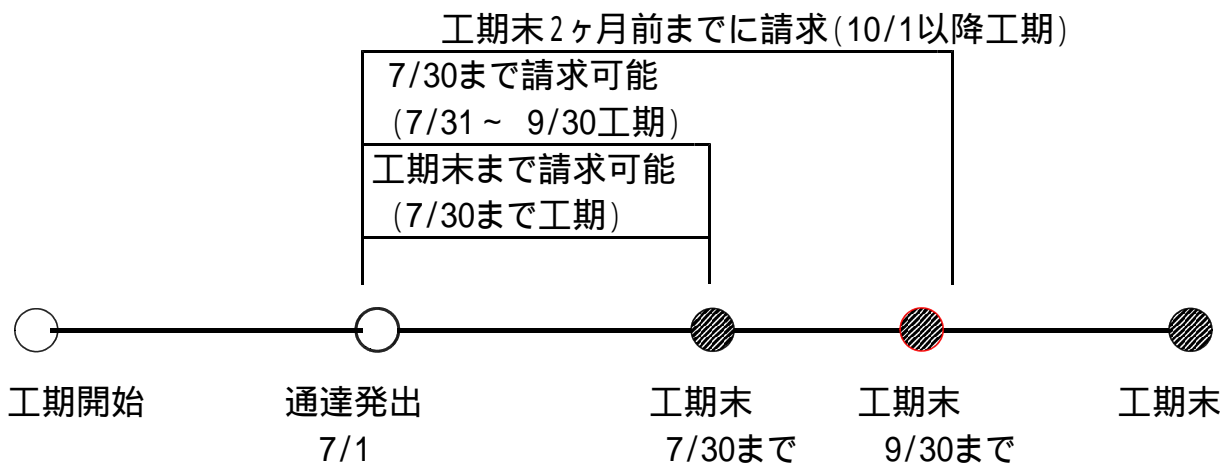 工期末2ヶ月前までに請求(10/1以降工期)
7/30まで請求可能
(7/31~ 9/30工期)
工期末まで請求可能
(7/30まで工期)
工期開始
通達発出
7/1
工期末
7/30まで
工期末
9/30まで
工期末